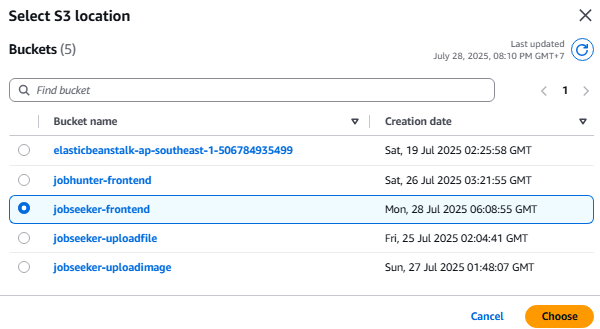 Select S3 location
Buckets (5)
Last updated
July 28, 2025, 08:10 PM GMT+7
Find bucket
1
Bucket name Creation date
elasticbeanstalk-ap-southeast-1-506784935499 Sat, 19 Jul 2025 02:25:58 GMT
jobhunter-frontend Sat, 26 Jul 2025 03:21:55 GMT
jobseeker-frontend Mon, 28 Jul 2025 06:08:55 GMT
jobseeker-uploadfile Fri, 25 Jul 2025 02:04:41 GMT
jobseeker-uploadimage Sun, 27 Jul 2025 01:48:07 GMT
Cancel Choose